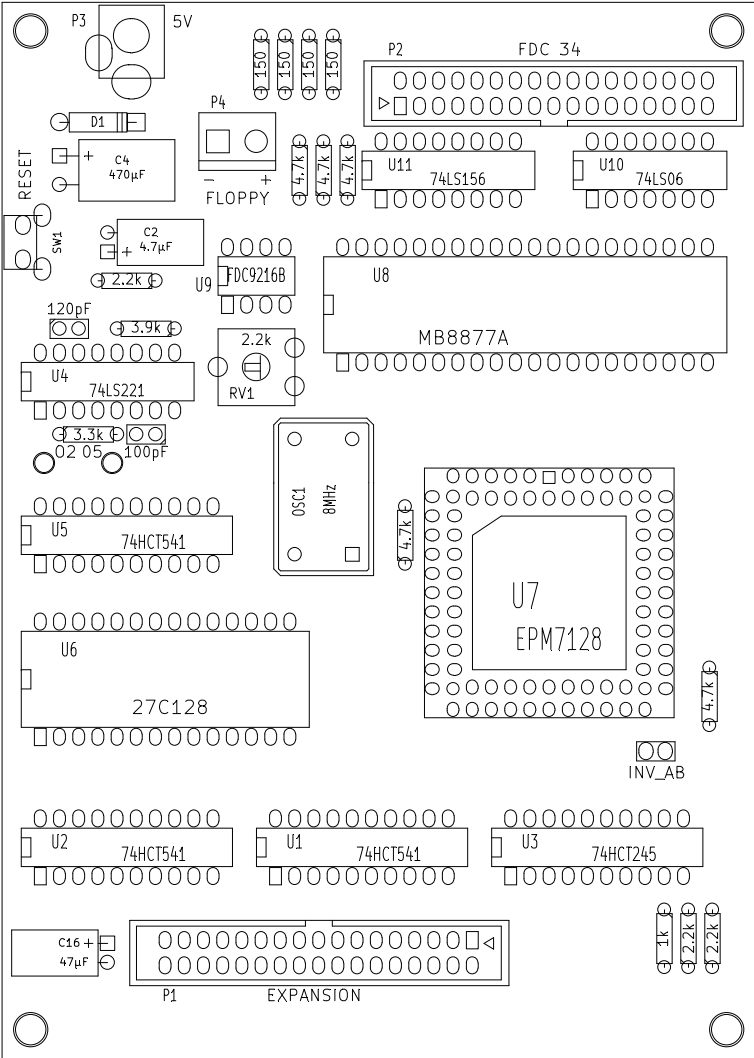 P3
5V
150
150
150
150
P2
FDC 34
D1
P4
C4
470µF
RESET
-
+
FLOPPY
4.7k
4.7k
4.7k
U11
74LS156
U10
74LS06
SW1
C2
4.7µF
+
+
2.2k
U9
FDC9216B
U8
MB8877A
120pF
3.9k
2.2k
RV1
U4
74LS221
3.3k
O2 O5
100pF
OSC1
8MHz
4.7k
U5
74HCT541
U7
EPM7128
U6
27C128
4.7k
INV_AB
U2
74HCT541
U1
74HCT541
U3
74HCT245
C16 +
47µF
1k
2.2k
2.2k
P1
EXPANSION